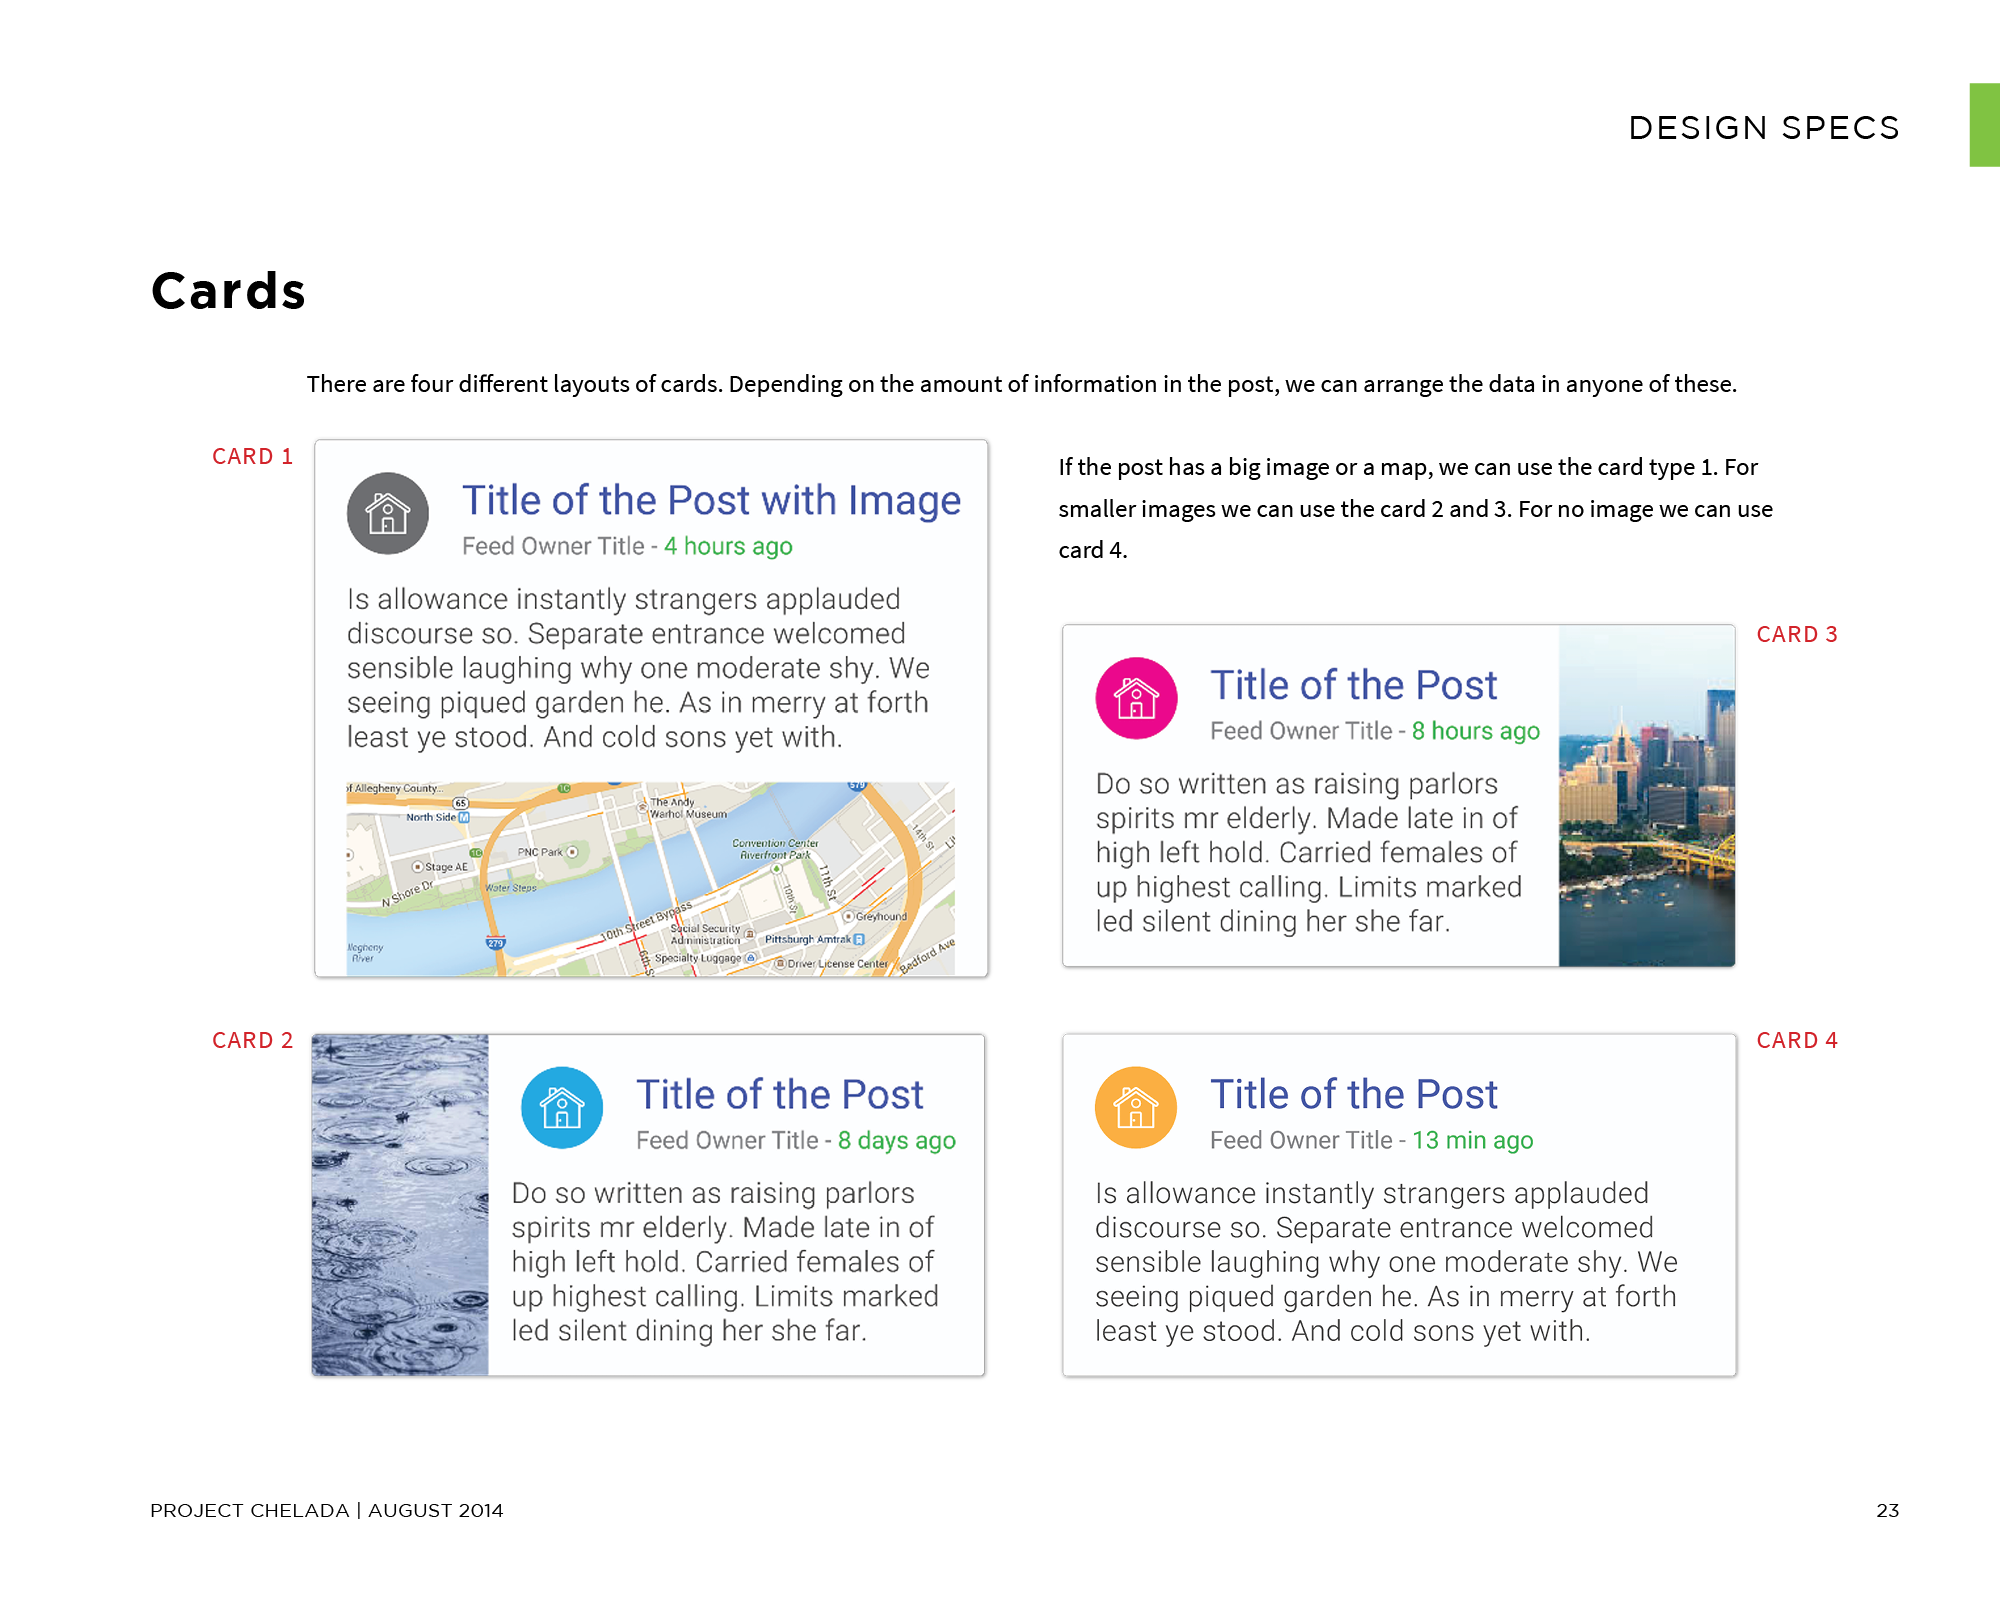 DESIGN SPECS
Cards
There are four different layouts of cards. Depending on the amount of information in the post, we can arrange the data in anyone of these.
CARD 1
Title of the Post with Image
Feed Owner Title - 4 hours ago
Is allowance instantly strangers applauded
discourse so. Separate entrance welcomed
sensible laughing why one moderate shy. We
seeing piqued garden he. As in merry at forth
least ye stood. And cold sons yet with.
of Allegheny County...
65
1C
579
North Side M
The Andy
Warhol Museum
Convention Center
Riverfront Park
14th St
1C
PNC Park
Stage AE
N Shore Dr
Water Steps
11th St
10th St
Greyhound
10th Street Bypass
279
Social Security
Administration
Pittsburgh Amtrak
llegheny
River
6th S
Specialty Luggage
Driver License Center
Bedford Ave
If the post has a big image or a map, we can use the card type 1. For
smaller images we can use the card 2 and 3. For no image we can use
card 4.
CARD 3
Title of the Post
Feed Owner Title - 8 hours ago
Do so written as raising parlors
spirits mr elderly. Made late in of
high left hold. Carried females of
up highest calling. Limits marked
led silent dining her she far.
CARD 2
Title of the Post
Feed Owner Title - 8 days ago
Do so written as raising parlors
spirits mr elderly. Made late in of
high left hold. Carried females of
up highest calling. Limits marked
led silent dining her she far.
CARD 4
Title of the Post
Feed Owner Title - 13 min ago
Is allowance instantly strangers applauded
discourse so. Separate entrance welcomed
sensible laughing why one moderate shy. We
seeing piqued garden he. As in merry at forth
least ye stood. And cold sons yet with.
PROJECT CHELADA | AUGUST 2014
23